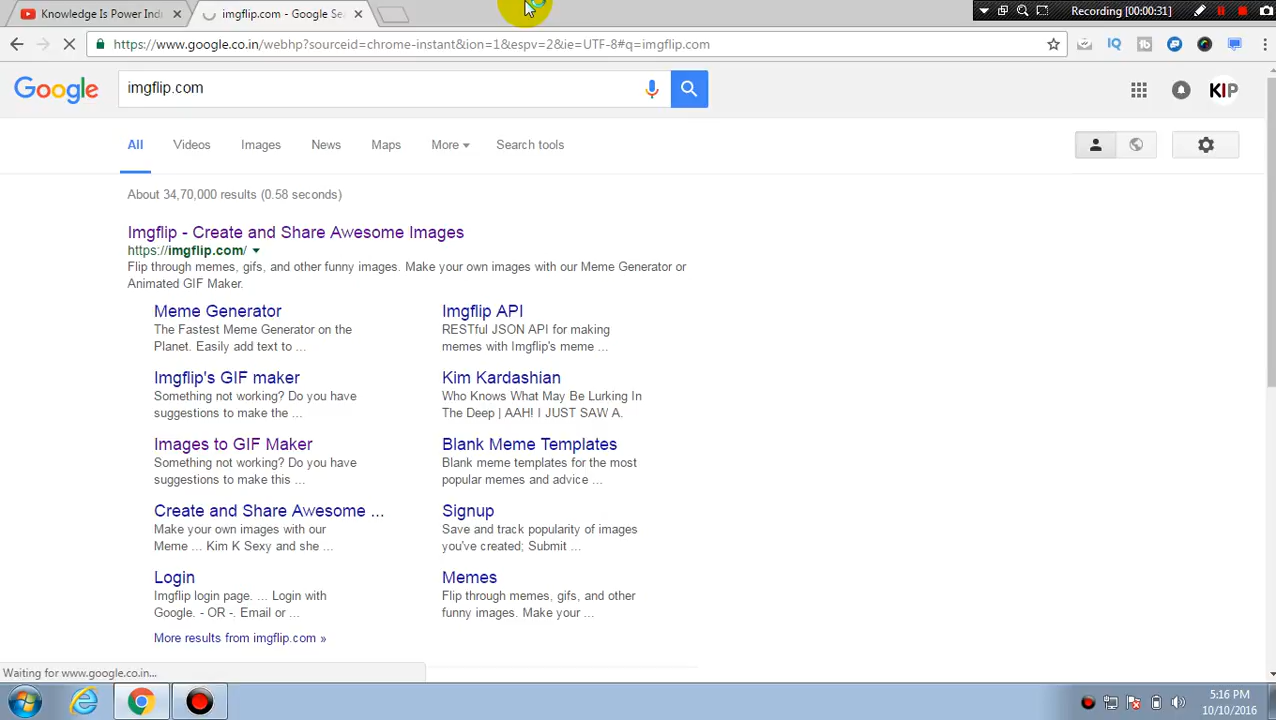 Knowledge Is Power Indi
imgflip.com - Google Sea
Recording [00:00:31]
https://www.google.co.in/webhp?sourceid=chrome-instant&ion=1&espv=2&ie=UTF-8#q=imgflip.com
Google
imgflip.com
KIP
All Videos Images News Maps More Search tools
About 34,70,000 results (0.58 seconds)
Imgflip - Create and Share Awesome Images
https://imgflip.com/
Flip through memes, gifs, and other funny images. Make your own images with our Meme Generator or
Animated GIF Maker.
Meme Generator
The Fastest Meme Generator on the
Planet. Easily add text to ...
Imgflip API
RESTful JSON API for making
memes with Imgflip's meme ...
Imgflip's GIF maker
Something not working? Do you have
suggestions to make the ...
Kim Kardashian
Who Knows What May Be Lurking In
The Deep | AAH! I JUST SAW A.
Images to GIF Maker
Something not working? Do you have
suggestions to make this ...
Blank Meme Templates
Blank meme templates for the most
popular memes and advice ...
Create and Share Awesome ...
Make your own images with our
Meme ... Kim K Sexy and she ...
Signup
Save and track popularity of images
you've created; Submit ...
Login
Imgflip login page. ... Login with
Google. - OR -. Email or ...
Memes
Flip through memes, gifs, and other
funny images. Make your ...
More results from imgflip.com »
Waiting for www.google.co.in...
5:16 PM
10/10/2016